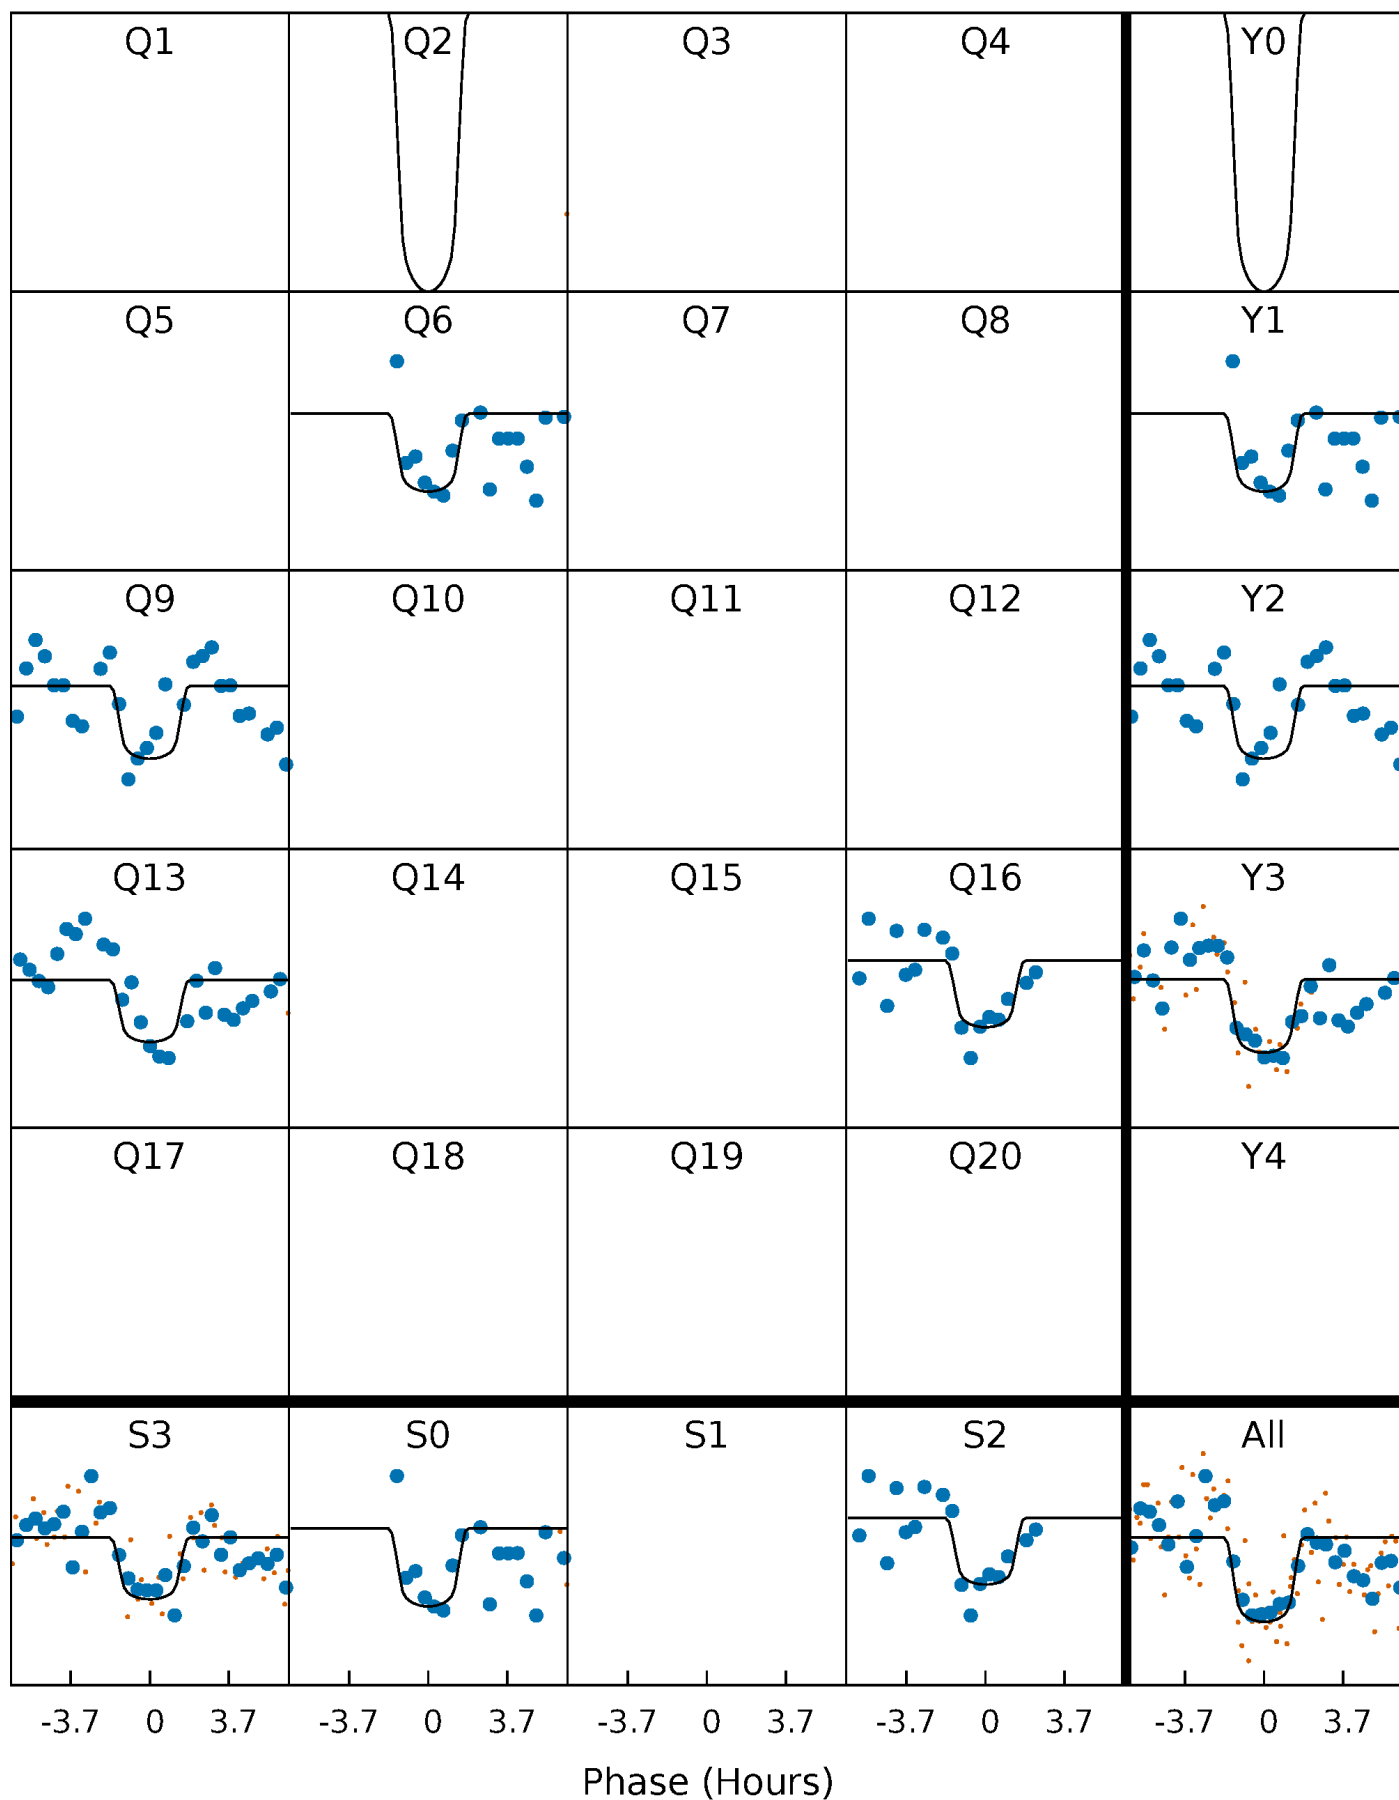 Q1 Q2 Q3 Q4 Y0
Q5 Q6 Q7 Q8 Y1
Q9 Q10 Q11 Q12 Y2
Q13 Q14 Q15 Q16 Y3
Q17 Q18 Q19 Q20 Y4
S3 S0 S1 S2 All
-3.7 0 3.7 -3.7 0 3.7 -3.7 0 3.7 -3.7 0 3.7 -3.7 0 3.7
Phase (Hours)